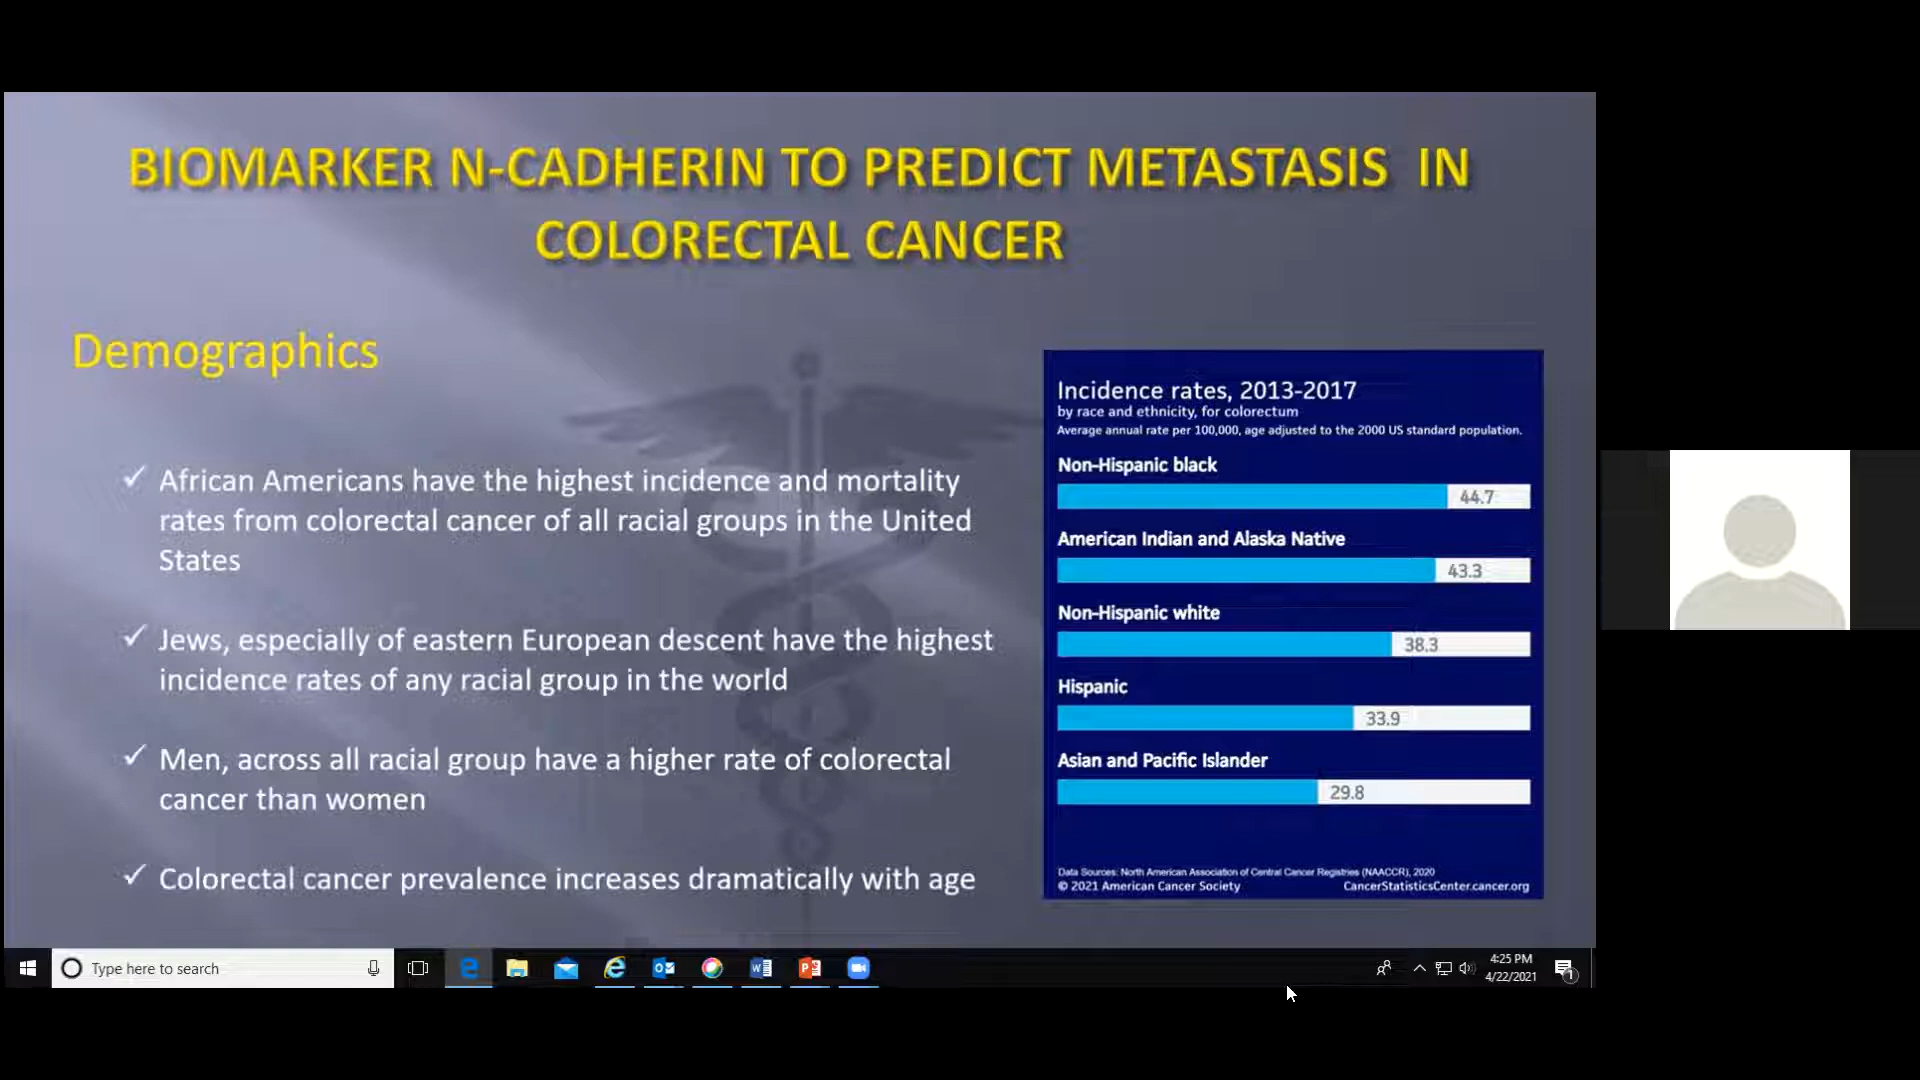 BIOMARKER N-CADHERIN TO PREDICT METASTASIS IN
COLORECTAL CANCER
Demographics
✓ African Americans have the highest incidence and mortality
rates from colorectal cancer of all racial groups in the United
States
✓ Jews, especially of eastern European descent have the highest
incidence rates of any racial group in the world
✓ Men, across all racial group have a higher rate of colorectal
cancer than women
✓ Colorectal cancer prevalence increases dramatically with age
Incidence rates, 2013-2017
by race and ethnicity, for colorectum
Average annual rate per 100,000, age adjusted to the 2000 US standard population.
Non-Hispanic black
44.7
American Indian and Alaska Native
43.3
Non-Hispanic white
38.3
Hispanic
33.9
Asian and Pacific Islander
29.8
Data Sources: North American Association of Central Cancer Registries (NAACCR), 2020
© 2021 American Cancer Society CancerStatisticsCenter.cancer.org
Type here to search
4:25 PM
4/22/2021
1